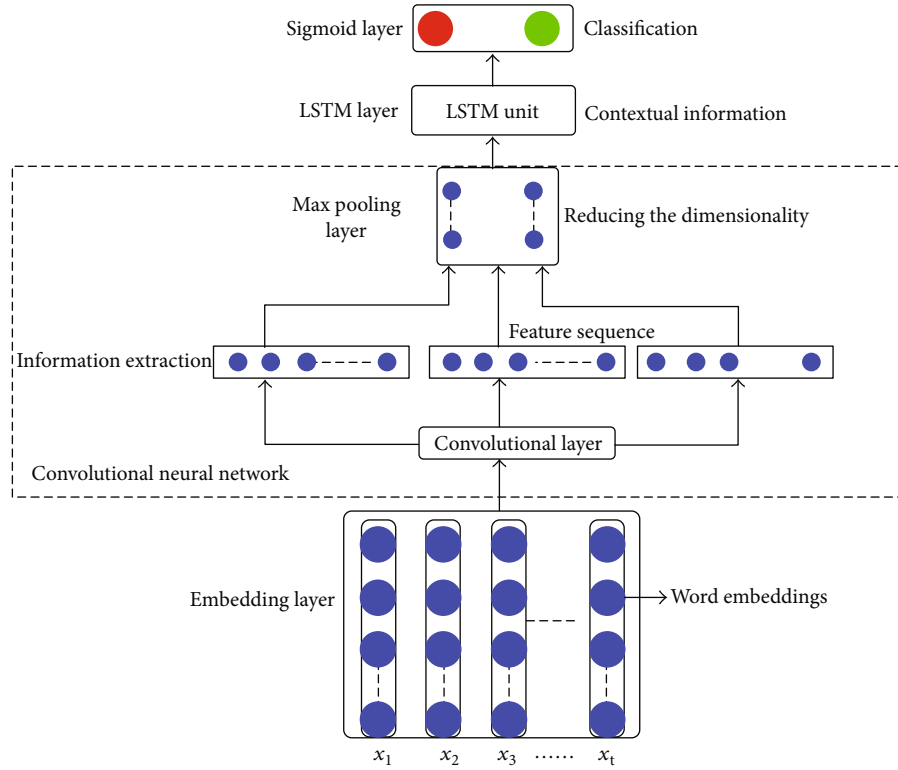 Sigmoid layer
Classification
LSTM layer
LSTM unit
Contextual information
Max pooling
layer
Reducing the dimensionality
Feature sequence
Information extraction
Convolutional layer
Convolutional neural network
Embedding layer
Word embeddings
x₁ x₂ x₃ ...... xₜ